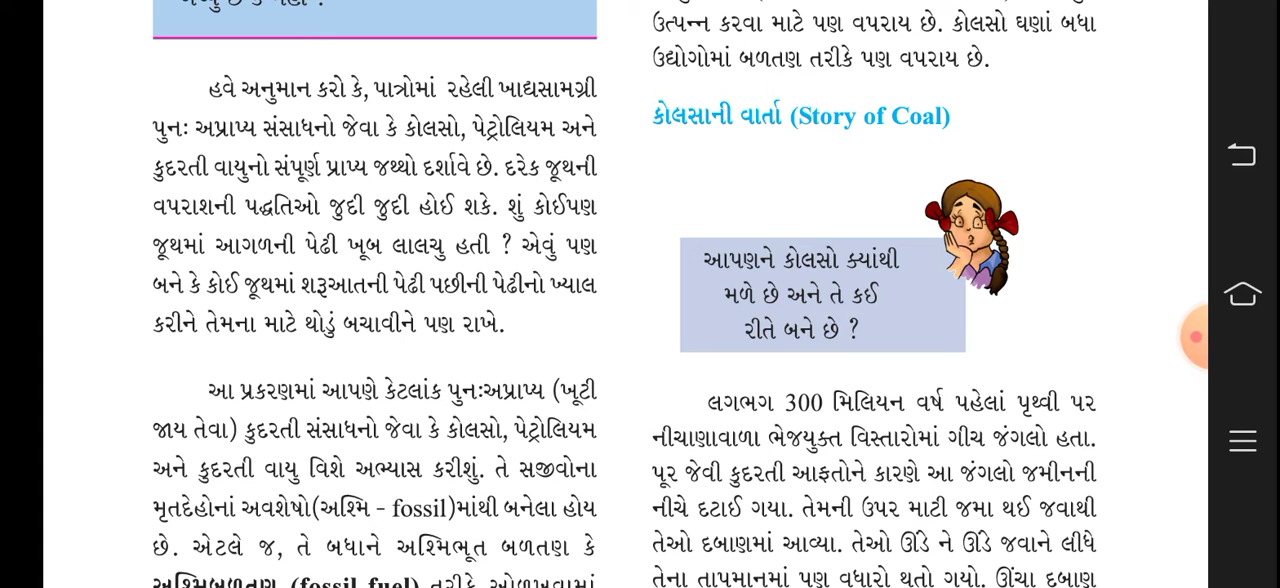 હવે અનુમાન કરો કે, પાત્રોમાં રહેલી ખાદ્યસામગ્રી
પુનઃ અપ્રાપ્ય સંસાધનો જેવા કે કોલસો, પેટ્રોલિયમ અને
કુદરતી વાયુનો સંપૂર્ણ પ્રાપ્ય જથ્થો દર્શાવે છે. દરેક જૂથની
વપરાશની પદ્ધતિઓ જુદી જુદી હોઈ શકે. શું કોઈપણ
જૂથમાં આગળની પેઢી ખૂબ લાલચુ હતી ? એવું પણ
બને કે કોઈ જૂથમાં શરૂઆતની પેઢી પછીની પેઢીનો ખ્યાલ
કરીને તેમના માટે થોડું બચાવીને પણ રાખે.
આ પ્રકરણમાં આપણે કેટલાંક પુનઃઅપ્રાપ્ય (ખૂટી
જાય તેવા) કુદરતી સંસાધનો જેવા કે કોલસો, પેટ્રોલિયમ
અને કુદરતી વાયુ વિશે અભ્યાસ કરીશું. તે સજીવોના
મૃતદેહોનાં અવશેષો(અશ્મિ - fossil)માંથી બનેલા હોય
છે. એટલે જ, તે બધાને અશ્મિભૂત બળતણ કે
અશ્મિબળતણ (fossil fuel) તરીકે ઓળખવામાં
ઉત્પન્ન કરવા માટે પણ વપરાય છે. કોલસો ઘણાં બધા
ઉદ્યોગોમાં બળતણ તરીકે પણ વપરાય છે.
કોલસાની વાર્તા (Story of Coal)
આપણને કોલસો ક્યાંથી
મળે છે અને તે કઈ
રીતે બને છે ?
લગભગ 300 મિલિયન વર્ષ પહેલાં પૃથ્વી પર
નીચાણવાળા ભેજયુક્ત વિસ્તારોમાં ગીચ જંગલો હતા.
પૂર જેવી કુદરતી આફતોને કારણે આ જંગલો જમીનની
નીચે દટાઈ ગયા. તેમની ઉપર માટી જમા થઈ જવાથી
તેઓ દબાણમાં આવ્યા. તેઓ ઊંડે ને ઊંડે જવાને લીધે
તેના તાપમાનમાં પણ વધારો થતો ગયો. ઊંચા દબાણ